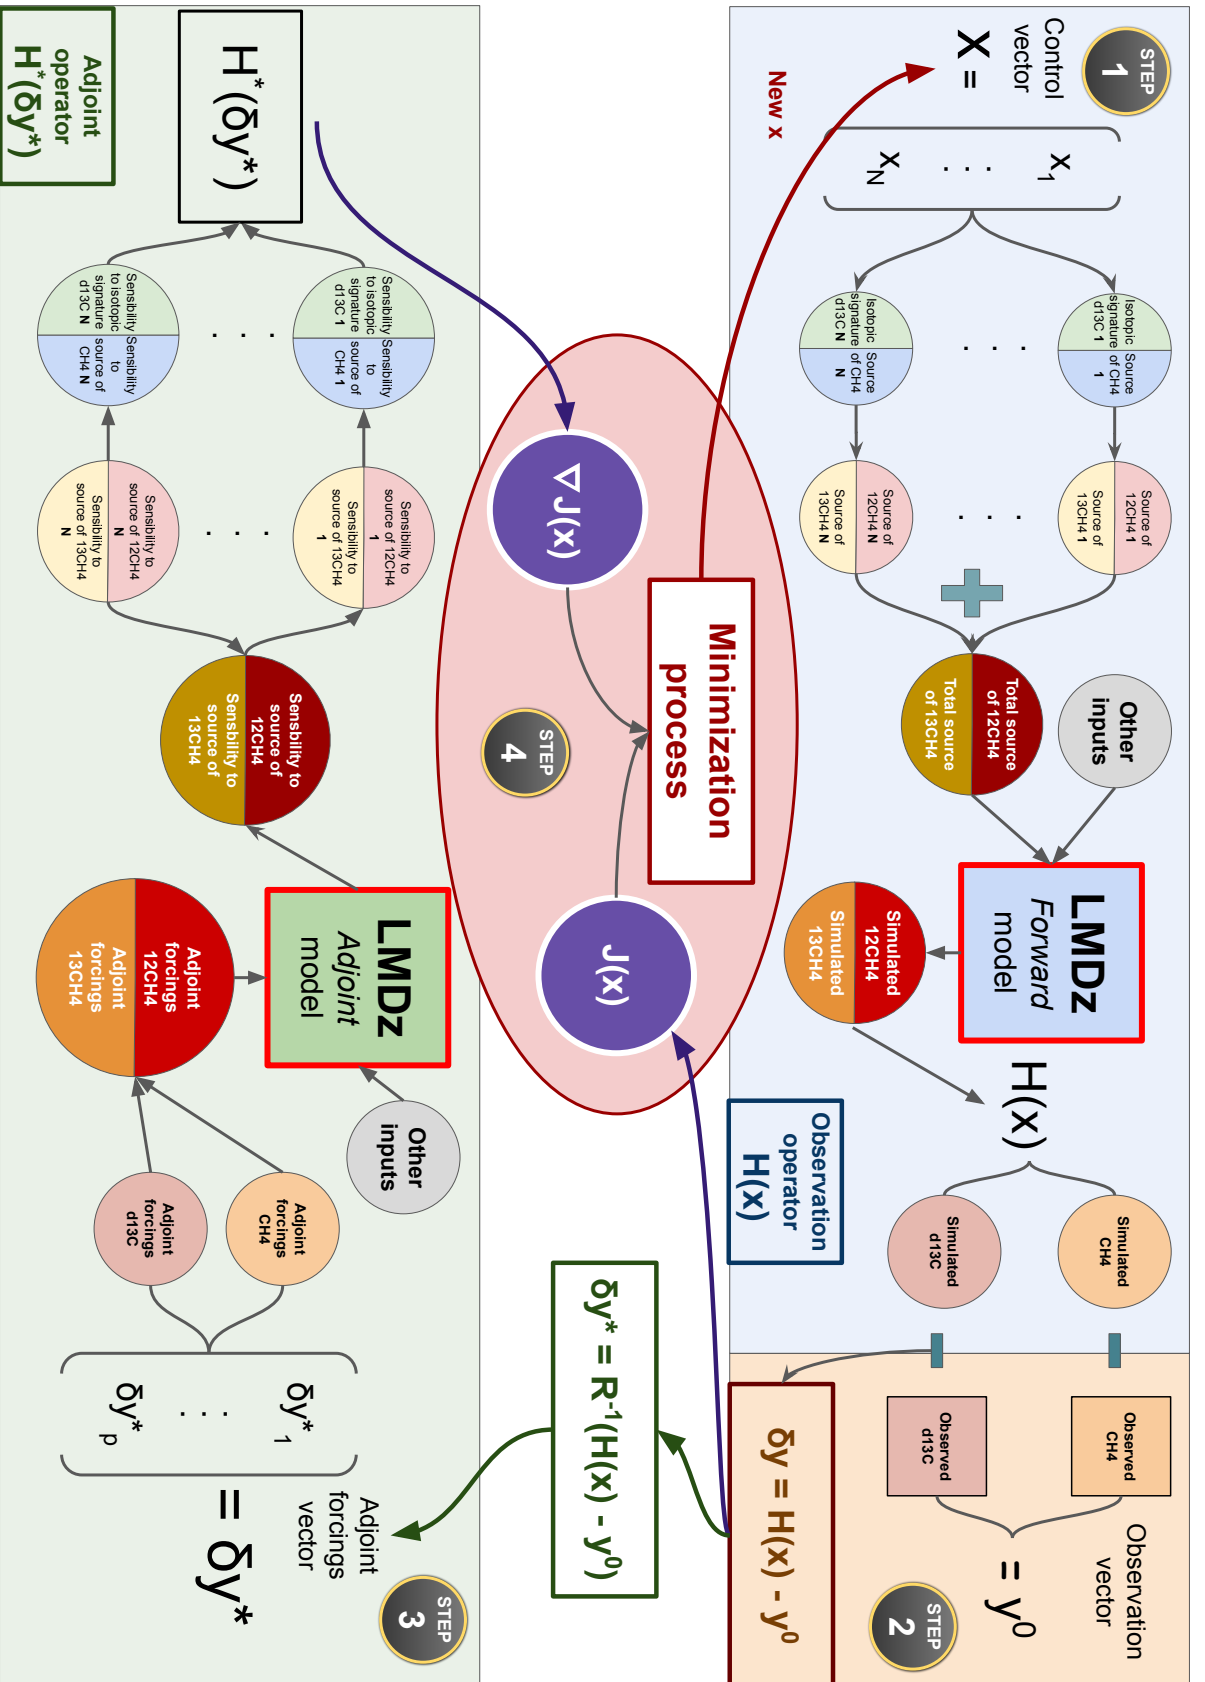 STEP
1
Control
vector
X =
x1
. . .
xN
Isotopic
signature
d13C 1
Source
of CH4
1
. . .
Isotopic
signature
d13C N
Source
of CH4
N
Source of
12CH4 1
Source of
13CH4 1
. . .
Source of
12CH4 N
Source of
13CH4 N
Other
inputs
Total source
of 12CH4
Total source
of 13CH4
LMDz
Forward
model
Simulated
12CH4
Simulated
13CH4
H(x)
Simulated
CH4
Simulated
d13C
Observed
CH4
Observed
d13C
Observation
vector
= y0
STEP
2
Observation
operator
H(x)
δy = H(x) - y0
New x
Minimization
process
∇J(x)
J(x)
STEP
4
δy* = R-1(H(x) - y0)
Adjoint
operator
H*(δy*)
H*(δy*)
Sensibility
to isotopic
signature
d13C 1
Sensibility
to
source of
CH4 1
. . .
Sensibility
to isotopic
signature
d13C N
Sensibility
to
source of
CH4 N
Sensibility to
source of 12CH4
1
Sensibility to
source of 13CH4
1
. . .
Sensibility to
source of 12CH4
N
Sensibility to
source of 13CH4
N
Sensbility to
source of
12CH4
Sensbility to
source of
13CH4
LMDz
Adjoint
model
Adjoint
forcings
12CH4
Adjoint
forcings
13CH4
Other
inputs
Adjoint
forcings
CH4
Adjoint
forcings
d13C
δy*1
. . .
δy*p
Adjoint
forcings
vector
= δy*
STEP
3